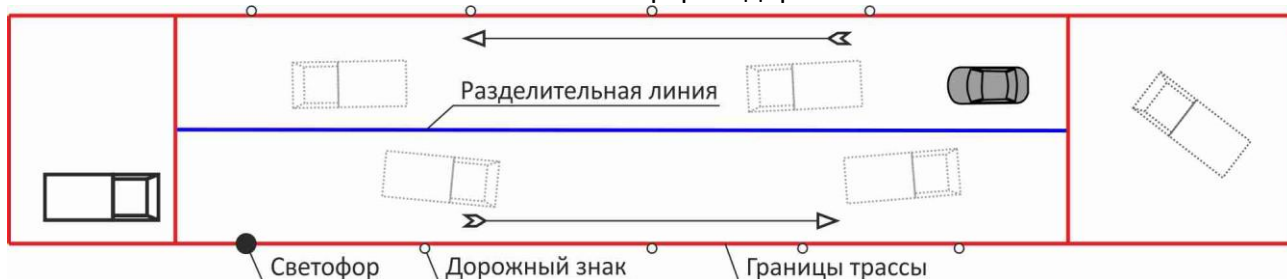 Разделительная линия
Светофор
Дорожный знак
Границы трассы